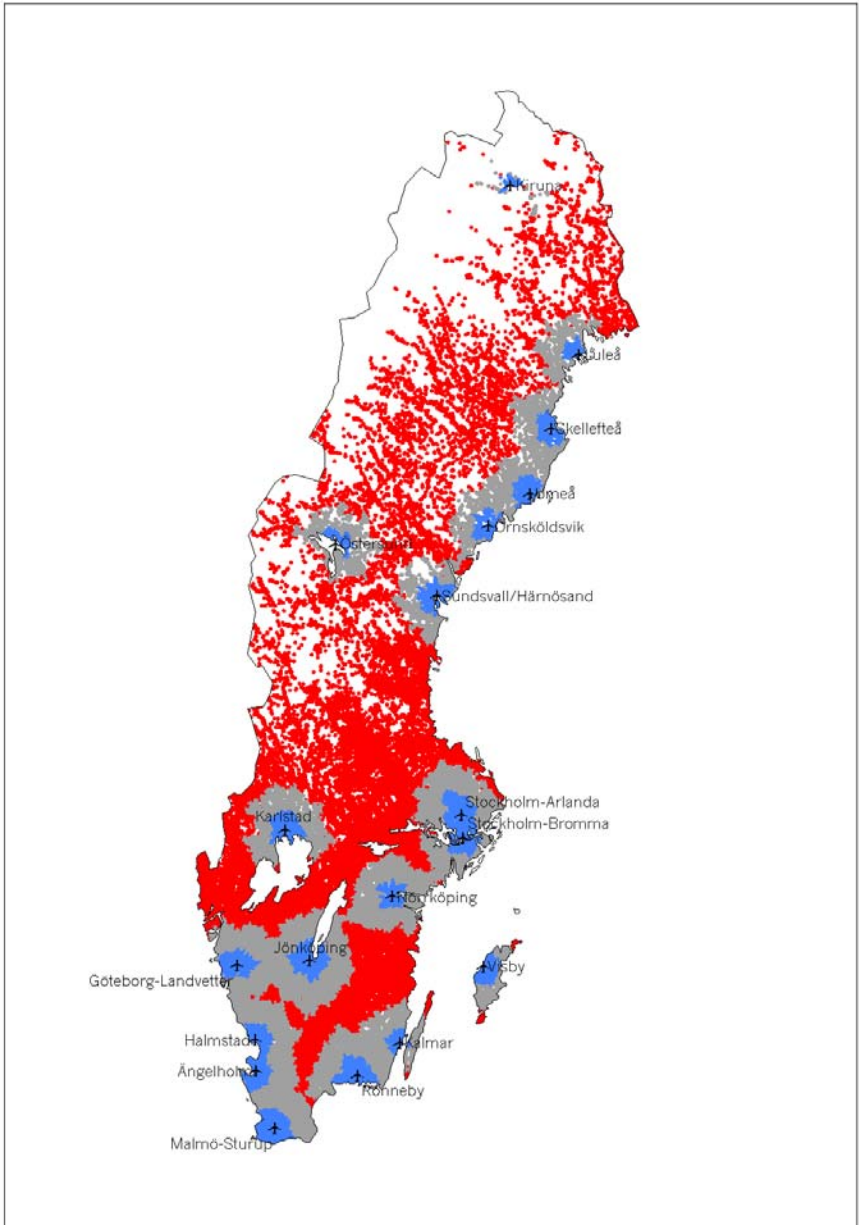 Kiruna
Luleå
Skellefteå
Umeå
Örnsköldsvik
Östersund
Sundsvall/Härnösand
Stockholm-Arlanda
Karlstad
Stockholm-Bromma
Norrköping
Jönköping
Visby
Göteborg-Landvetter
Halmstad
Kalmar
Ängelholm
Ronneby
Malmö-Sturup